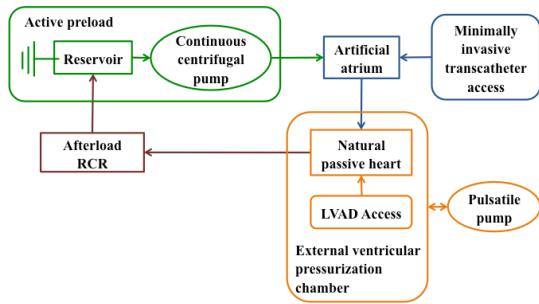 Active preload
Reservoir
Continuous
centrifugal
pump
Artificial
atrium
Minimally
invasive
transcatheter
access
Afterload
RCR
Natural
passive heart
LVAD Access
External ventricular
pressurization
chamber
Pulsatile
pump